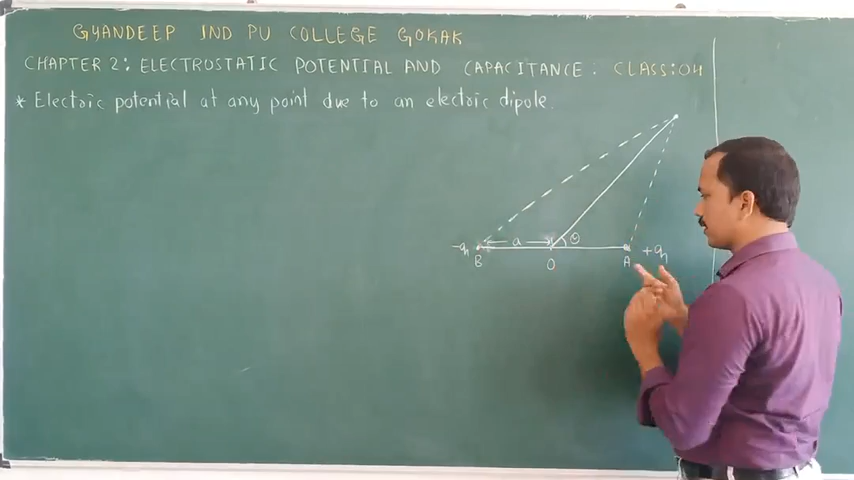 GYANDEEP IND PU COLLEGE GOKAK
CHAPTER 2: ELECTROSTATIC POTENTIAL AND CAPACITANCE: CLASS:04
* Electric potential at any point due to an electric dipole.
-q a θ +q
B O A